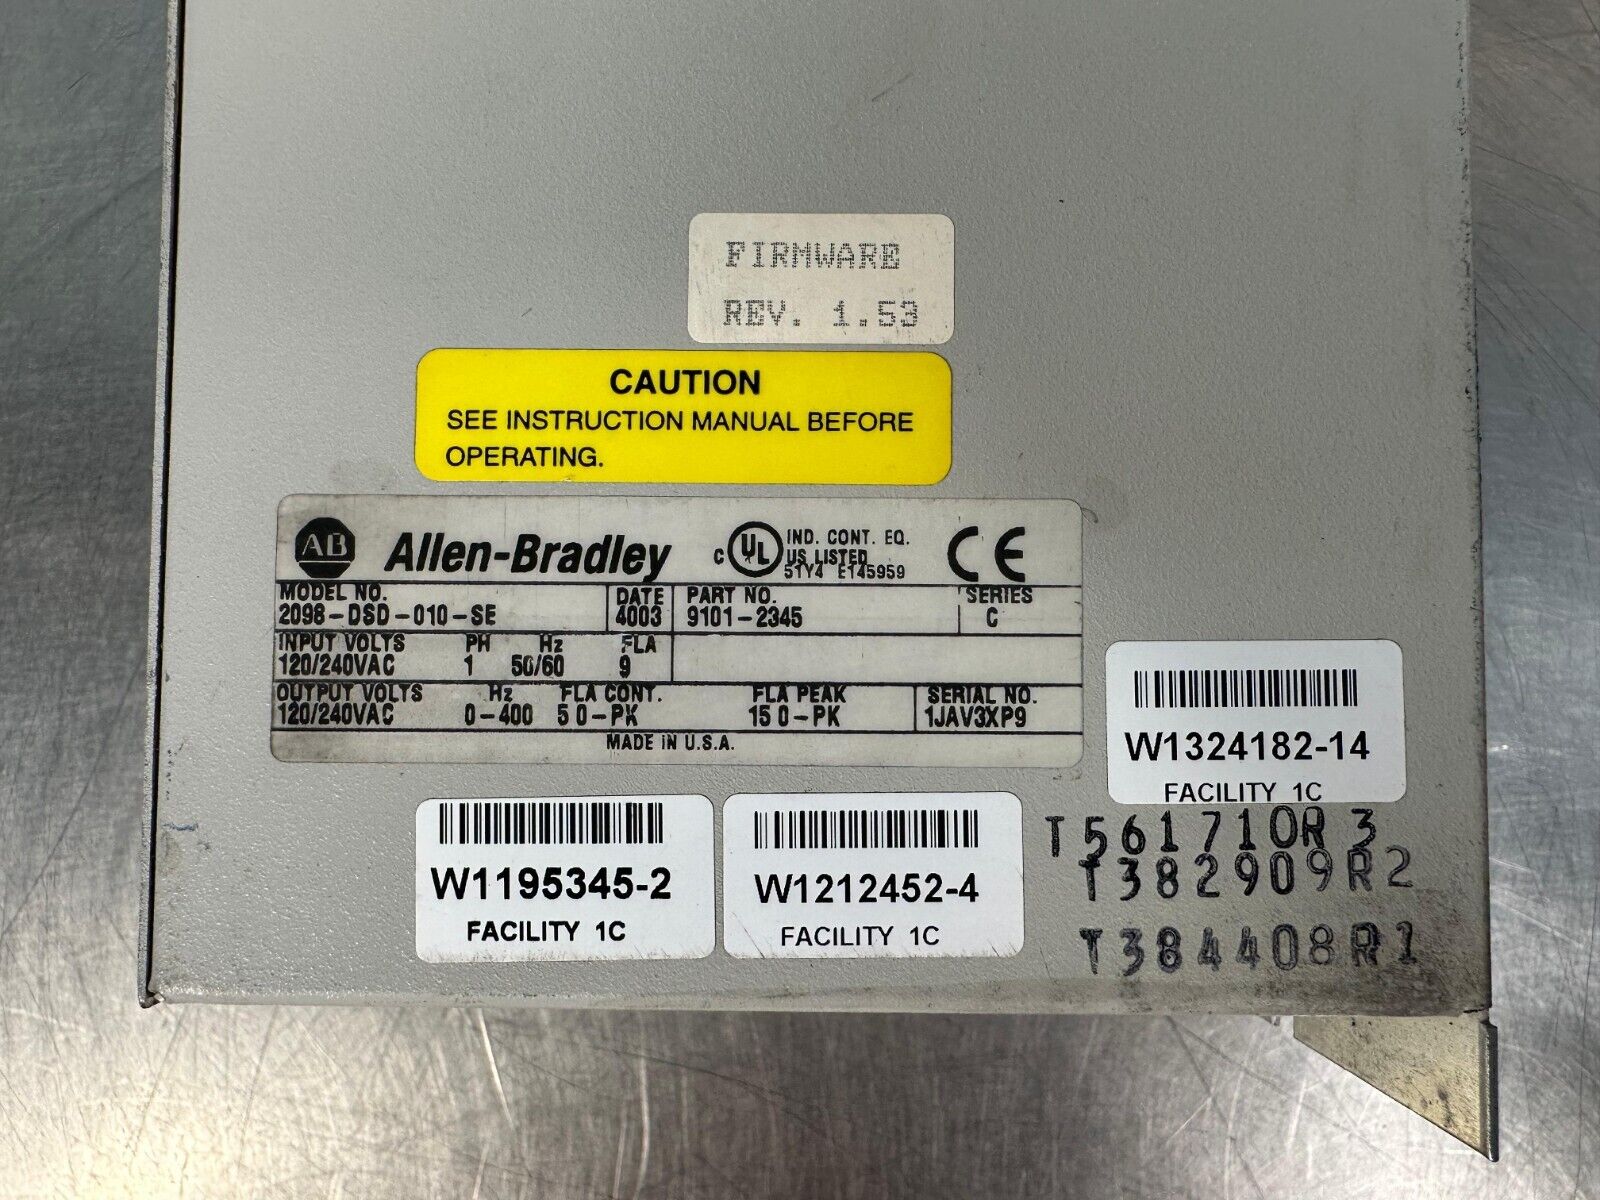 FIRMWARE
REV. 1.53
CAUTION
SEE INSTRUCTION MANUAL BEFORE
OPERATING.
AB Allen-Bradley
C UL IND. CONT. EQ.
US LISTED
51Y4 E145959
CE
MODEL NO. DATE PART NO. SERIES
2098-DSD-010-SE 4003 9101-2345 C
INPUT VOLTS PH Hz FLA
120/240VAC 1 50/60 9
OUTPUT VOLTS Hz FLA CONT. FLA PEAK SERIAL NO.
120/240VAC 0-400 5 0-PK 15 0-PK 1JAV3XP9
MADE IN U.S.A.
W1324182-14
FACILITY 1C
W1195345-2
FACILITY 1C
W1212452-4
FACILITY 1C
T561710R3
T382909R2
T384408R1